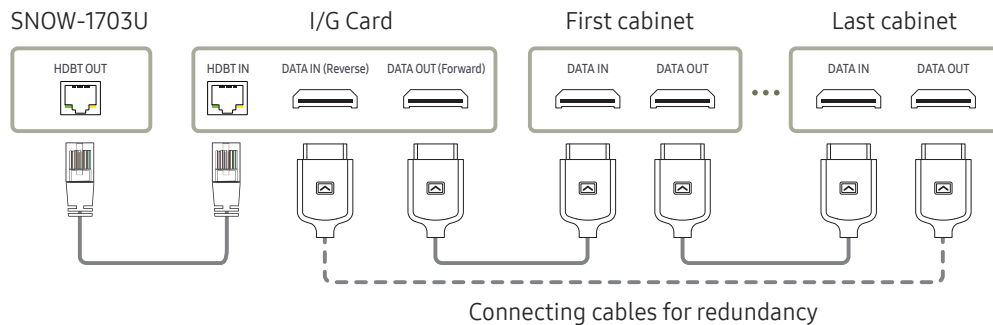 SNOW-1703U I/G Card First cabinet Last cabinet
HDBT OUT HDBT IN DATA IN (Reverse) DATA OUT (Forward) DATA IN DATA OUT DATA IN DATA OUT
Connecting cables for redundancy